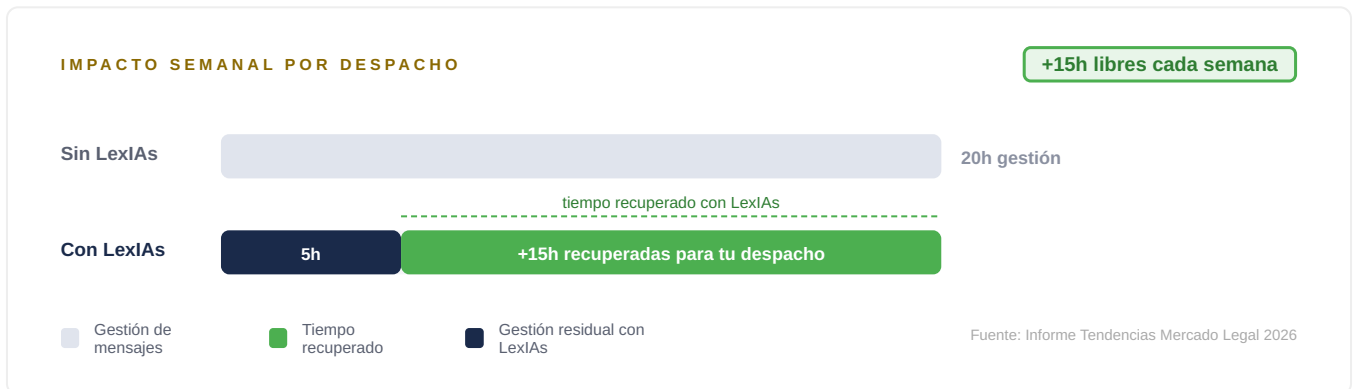 IMPACTO SEMANAL POR DESPACHO
+15h libres cada semana
Sin LexIAs
20h gestión
tiempo recuperado con LexIAs
Con LexIAs
5h
+15h recuperadas para tu despacho
Gestión de
mensajes
Tiempo
recuperado
Gestión residual con
LexIAs
Fuente: Informe Tendencias Mercado Legal 2026